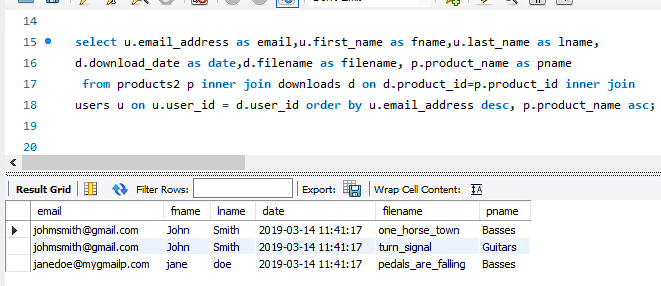 14
15 select u.email_address as email,u.first_name as fname,u.last_name as lname,
16 d.download_date as date,d.filename as filename, p.product_name as pname
17 from products2 p inner join downloads d on d.product_id=p.product_id inner join
18 users u on u.user_id = d.user_id order by u.email_address desc, p.product_name asc;
19
20
Result Grid Filter Rows: Export: Wrap Cell Content:
email fname lname date filename pname
johmsmith@gmail.com John Smith 2019-03-14 11:41:17 one_horse_town Basses
johmsmith@gmail.com John Smith 2019-03-14 11:41:17 turn_signal Guitars
janedoe@mygmailp.com jane doe 2019-03-14 11:41:17 pedals_are_falling Basses